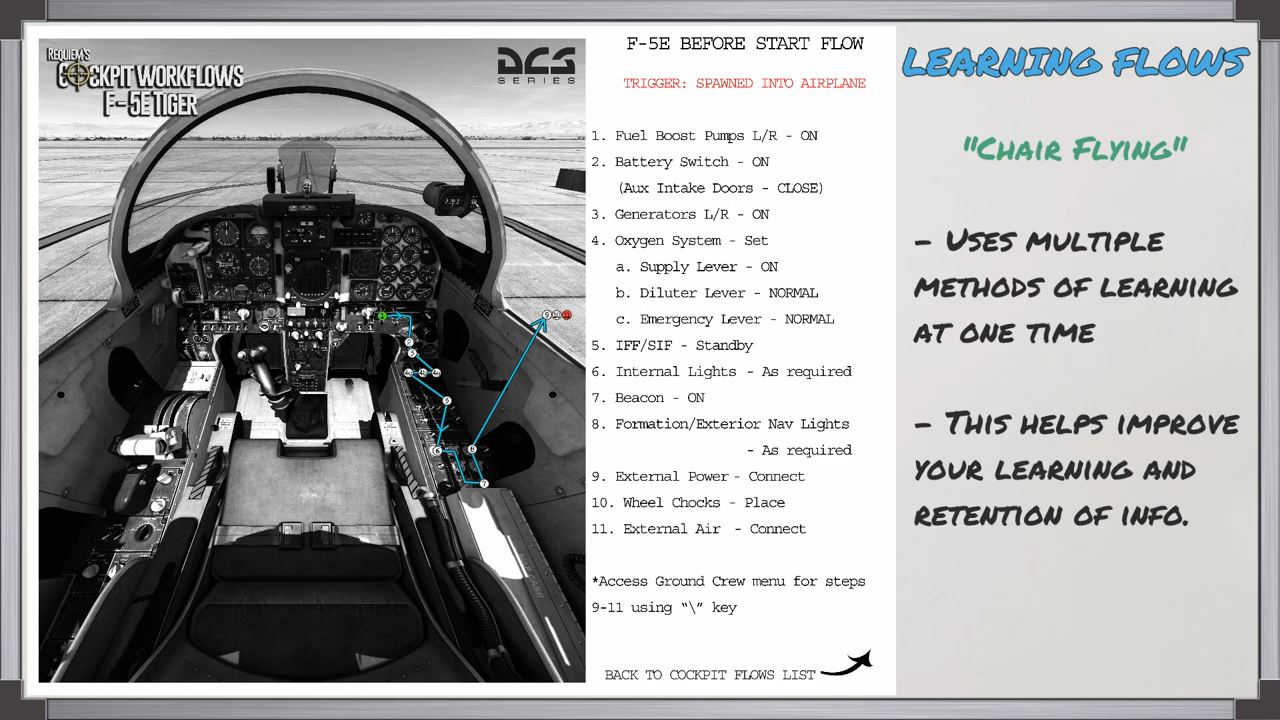 REQUIEM'S
COCKPIT WORKFLOWS
F-5E TIGER
DCS
SERIES
F-5E BEFORE START FLOW
TRIGGER: SPAWNED INTO AIRPLANE
1. Fuel Boost Pumps L/R - ON
2. Battery Switch - ON
(Aux Intake Doors - CLOSE)
3. Generators L/R - ON
4. Oxygen System - Set
a. Supply Lever - ON
b. Diluter Lever - NORMAL
c. Emergency Lever - NORMAL
5. IFF/SIF - Standby
6. Internal Lights - As required
7. Beacon - ON
8. Formation/Exterior Nav Lights
- As required
9. External Power - Connect
10. Wheel Chocks - Place
11. External Air - Connect
*Access Ground Crew menu for steps
9-11 using “\” key
BACK TO COCKPIT FLOWS LIST
LEARNING FLOWS
"CHAIR FLYING"
- USES MULTIPLE
METHODS OF LEARNING
AT ONE TIME
- THIS HELPS IMPROVE
YOUR LEARNING AND
RETENTION OF INFO.